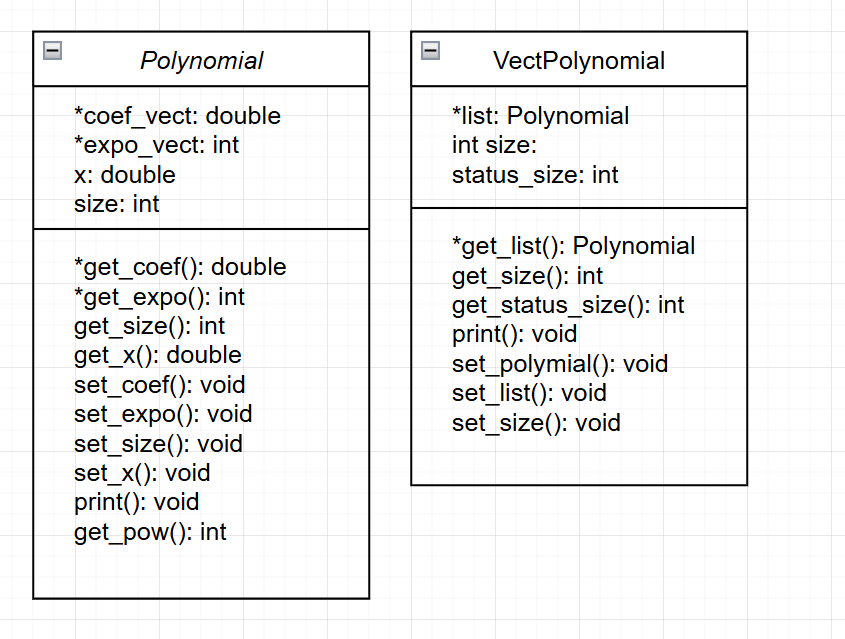 Polynomial
*coef_vect: double
*expo_vect: int
x: double
size: int
*get_coef(): double
*get_expo(): int
get_size(): int
get_x(): double
set_coef(): void
set_expo(): void
set_size(): void
set_x(): void
print(): void
get_pow(): int
VectPolynomial
*list: Polynomial
int size:
status_size: int
*get_list(): Polynomial
get_size(): int
get_status_size(): int
print(): void
set_polymial(): void
set_list(): void
set_size(): void